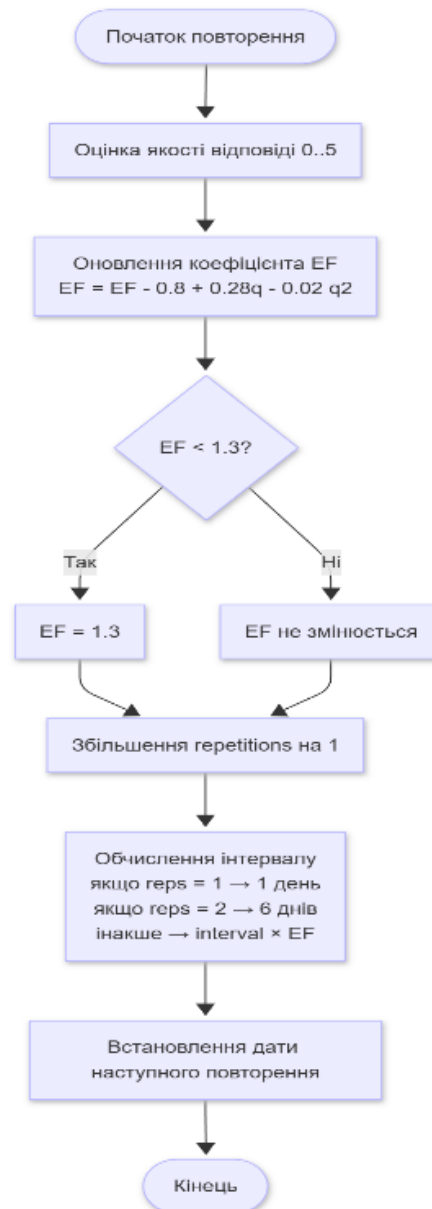 Початок повторення
Оцінка якості відповіді 0..5
Оновлення коефіцієнта EF
EF = EF - 0.8 + 0.28q - 0.02 q2
EF < 1.3?
Так
Ні
EF = 1.3
EF не змінюється
Збільшення repetitions на 1
Обчислення інтервалу
якщо reps = 1 → 1 день
якщо reps = 2 → 6 днів
інакше → interval × EF
Встановлення дати
наступного повторення
Кінець